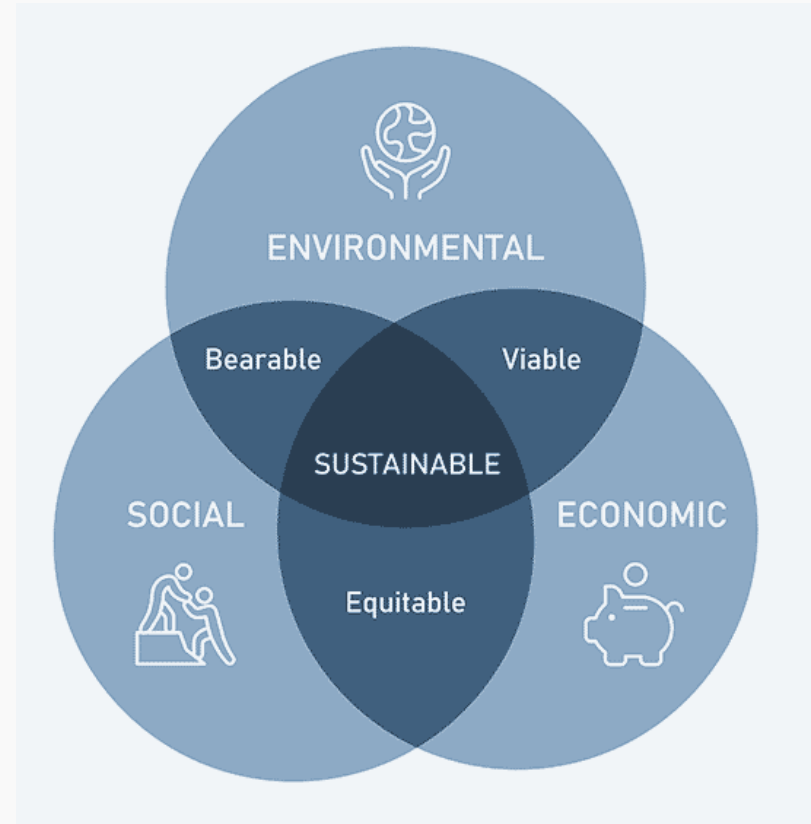 ENVIRONMENTAL
Bearable
Viable
SUSTAINABLE
SOCIAL
ECONOMIC
Equitable